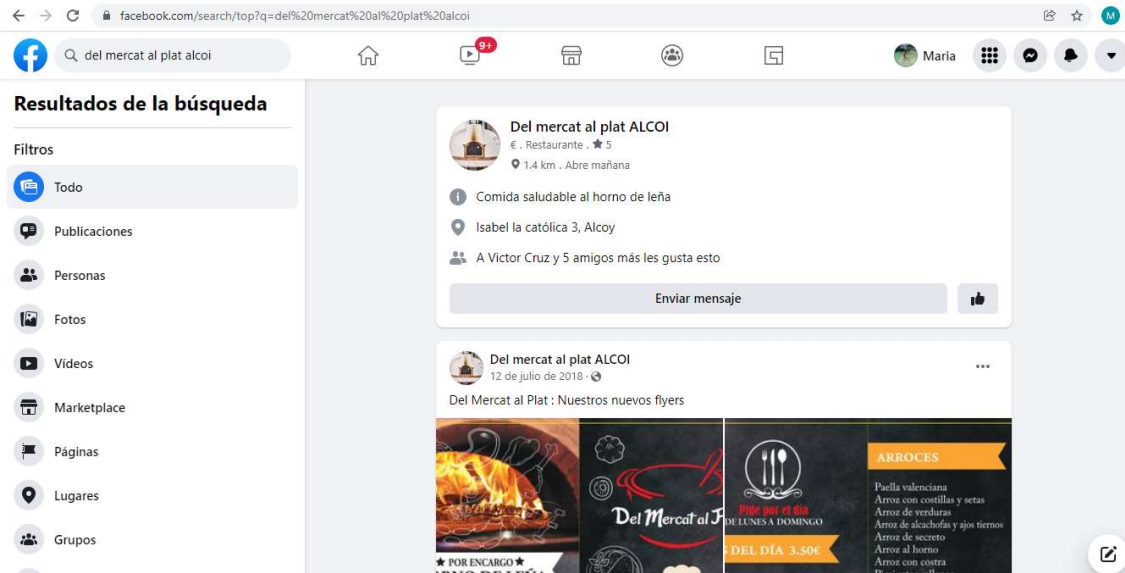 facebook.com/search/top?q=del%20mercat%20al%20plat%20alcoi
M
del mercat al plat alcoi
9+
Maria
Resultados de la búsqueda
Filtros
Todo
Publicaciones
Personas
Fotos
Vídeos
Marketplace
Páginas
Lugares
Grupos
Del mercat al plat ALCOI
€ . Restaurante . ★ 5
1.4 km . Abre mañana
Comida saludable al horno de leña
Isabel la católica 3, Alcoy
A Victor Cruz y 5 amigos más les gusta esto
Enviar mensaje
Del mercat al plat ALCOI
12 de julio de 2018 ·
Del Mercat al Plat : Nuestros nuevos flyers
★ POR ENCARGO ★
Del Mercat al
Pide por el día
DE LUNES A DOMINGO
DEL DÍA 3.50€
ARROCES
Paella valenciana
Arroz con costillas y setas
Arroz de verduras
Arroz de alcachofas y ajos tiernos
Arroz de secreto
Arroz al horno
Arroz con costra